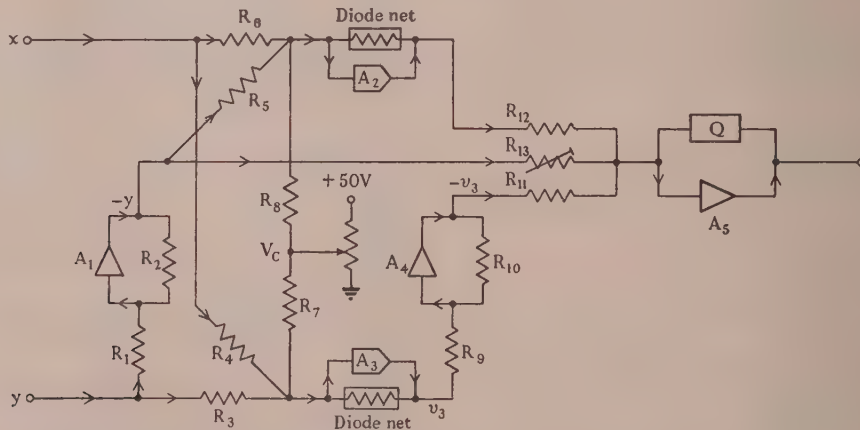 Diode net
x
R₆
A₂
R₅
R₁₂
R₁₃
Q
+50V
-y
-v₃
R₁₁
R₈
A₅
A₁
R₂
V_C
A₄
R₁₀
R₇
R₁
R₄
A₃
R₉
y
R₃
v₃
Diode net